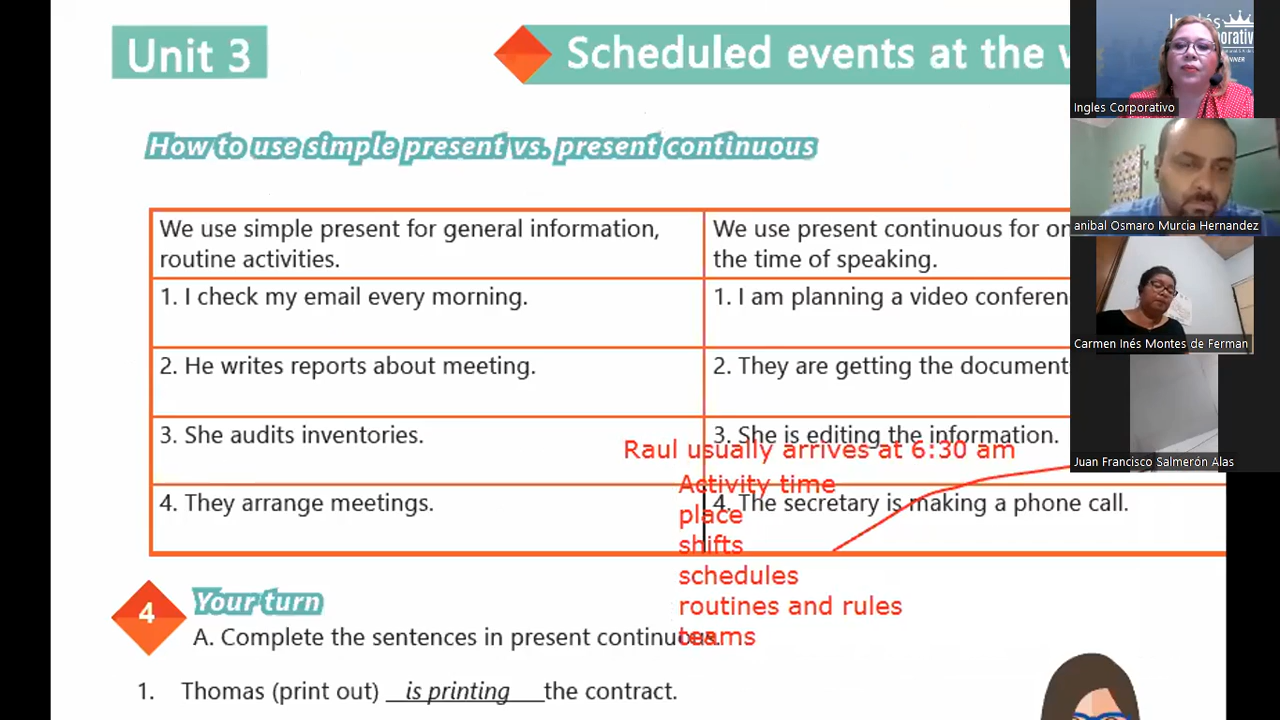 Unit 3
Scheduled events at the
How to use simple present vs. present continuous
We use simple present for general information,
routine activities.
We use present continuous for
the time of speaking.
1. I check my email every morning.
1. I am planning a video
2. He writes reports about meeting.
2. They are getting the document
3. She audits inventories.
3. She is editing the information.
Raul usually arrives at 6:30 am
4. They arrange meetings.
4. The secretary is making a phone call.
Activity time
place
shifts
schedules
routines and rules
teams
4
Your turn
A. Complete the sentences in present continuous.
1. Thomas (print out) __is printing___the contract.
Ingles Corporativo
anibal Osmaro Murcia Hernandez
Carmen Inés Montes de Ferman
Juan Francisco Salmerón Alas